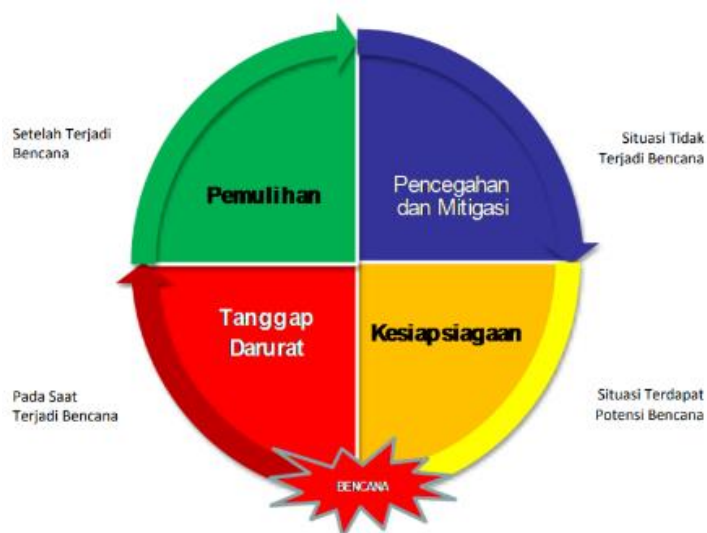 Setelah Terjadi
Bencana
Pemulihan
Pencegahan
dan Mitigasi
Situasi Tidak
Terjadi Bencana
Tanggap
Darurat
Kesiapsiagaan
Pada Saat
Terjadi Bencana
Situasi Terdapat
Potensi Bencana
BENCANA